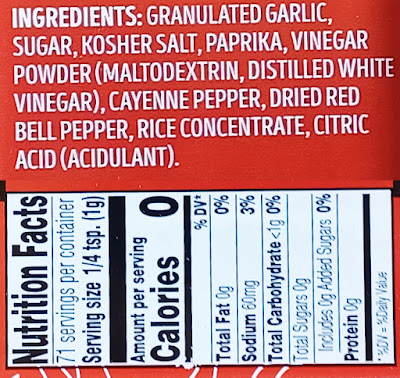 INGREDIENTS: GRANULATED GARLIC,
SUGAR, KOSHER SALT, PAPRIKA, VINEGAR
POWDER (MALTODEXTRIN, DISTILLED WHITE
VINEGAR), CAYENNE PEPPER, DRIED RED
BELL PEPPER, RICE CONCENTRATE, CITRIC
ACID (ACIDULANT).
Nutrition Facts
71 servings per container
Serving size 1/4 tsp. (1g)
Amount per serving
Calories 0
% DV*
Total Fat 0g 0%
Sodium 60mg 3%
Total Carbohydrate <1g 0%
Total Sugars 0g
Includes 0g Added Sugars 0%
Protein 0g
*%DV = %Daily Value